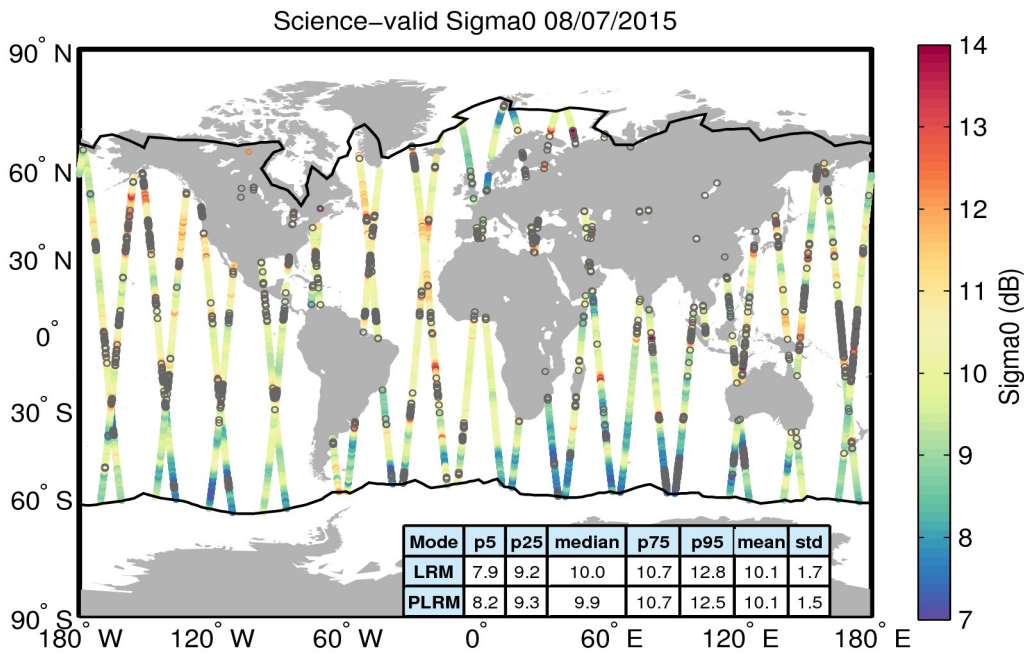 Science−valid Sigma0 08/07/2015
90° N
60° N
30° N
0°
30° S
60° S
90° S
180° W
120° W
60° W
0°
60° E
120° E
180° E
14
13
12
11
10
9
8
7
Sigma0 (dB)
Mode p5 p25 median p75 p95 mean std
LRM 7.9 9.2 10.0 10.7 12.8 10.1 1.7
PLRM 8.2 9.3 9.9 10.7 12.5 10.1 1.5